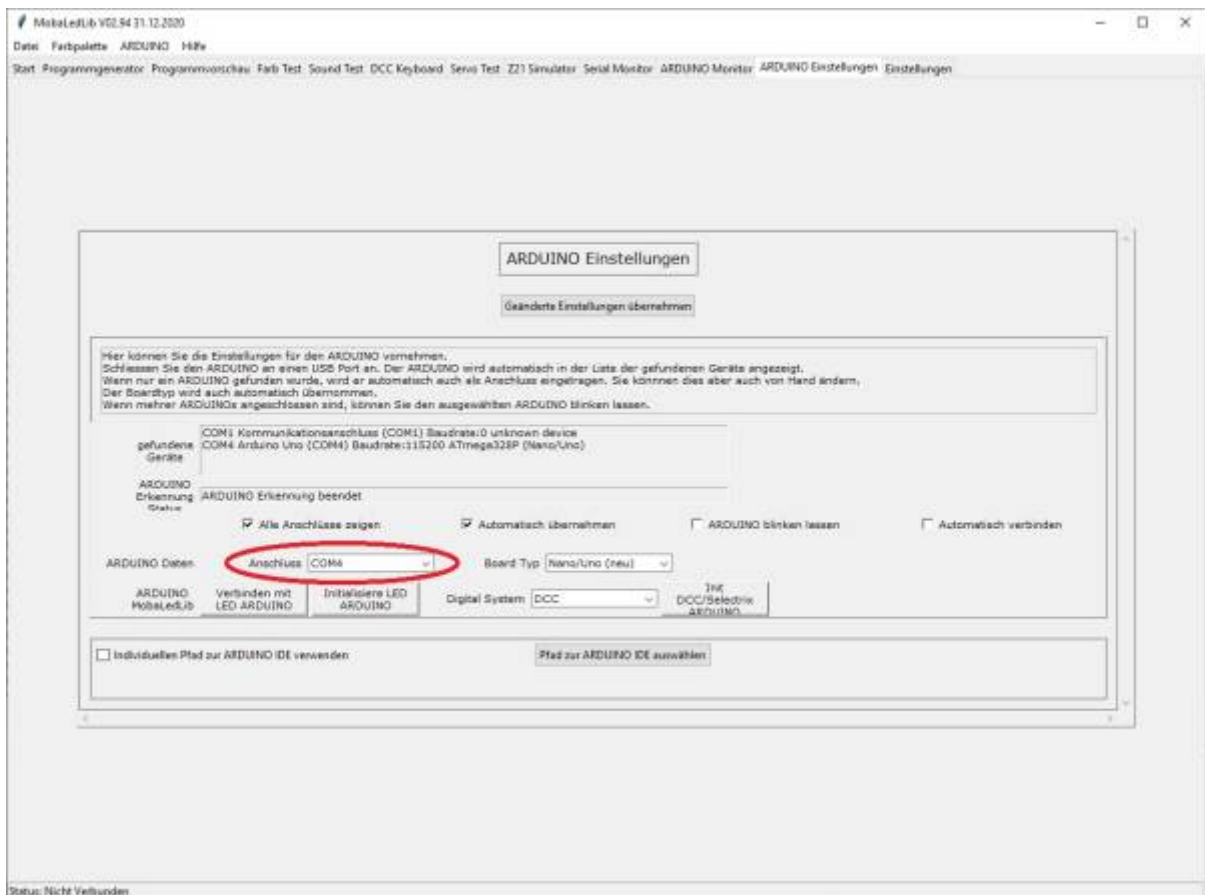 MobaLedLib V02.94 31.12.2020
Datei Farbpalette ARDUINO Hilfe
Start Programmgenerator Programmvorschau Farb Test Sound Test DCC Keyboard Servo Test Z21 Simulator Serial Monitor ARDUINO Monitor ARDUINO Einstellungen Einstellungen
ARDUINO Einstellungen
Geänderte Einstellungen übernehmen
Hier können Sie die Einstellungen für den ARDUINO vornehmen.
Schliessen Sie den ARDUINO an einen USB Port an. Der ARDUINO wird automatisch in der Liste der gefundenen Geräte angezeigt.
Wenn nur ein ARDUINO gefunden wurde, wird er automatisch auch als Anschluss eingetragen. Sie könnnen dies aber auch von Hand ändern.
Der Boardtyp wird auch automatisch übernommen.
Wenn mehrer ARDUINOs angeschlossen sind, können Sie den ausgewählten ARDUINO blinken lassen.
gefundene Geräte
COM1 Kommunikationsanschluss (COM1) Baudrate:0 unknown device
COM4 Arduino Uno (COM4) Baudrate:115200 ATmega328P (Nano/Uno)
ARDUINO Erkennung Status
ARDUINO Erkennung beendet
Alle Anschlüsse zeigen Automatisch übernehmen ARDUINO blinken lassen Automatisch verbinden
ARDUINO Daten Anschluss COM4 Board Typ Nano/Uno (neu)
ARDUINO MobaLedLib Verbinden mit LED ARDUINO Initialisiere LED ARDUINO Digital System DCC Init DCC/Selectrix ARDUINO
Individuellen Pfad zur ARDUINO IDE verwenden Pfad zur ARDUINO IDE auswählen
Status: Nicht Verbunden